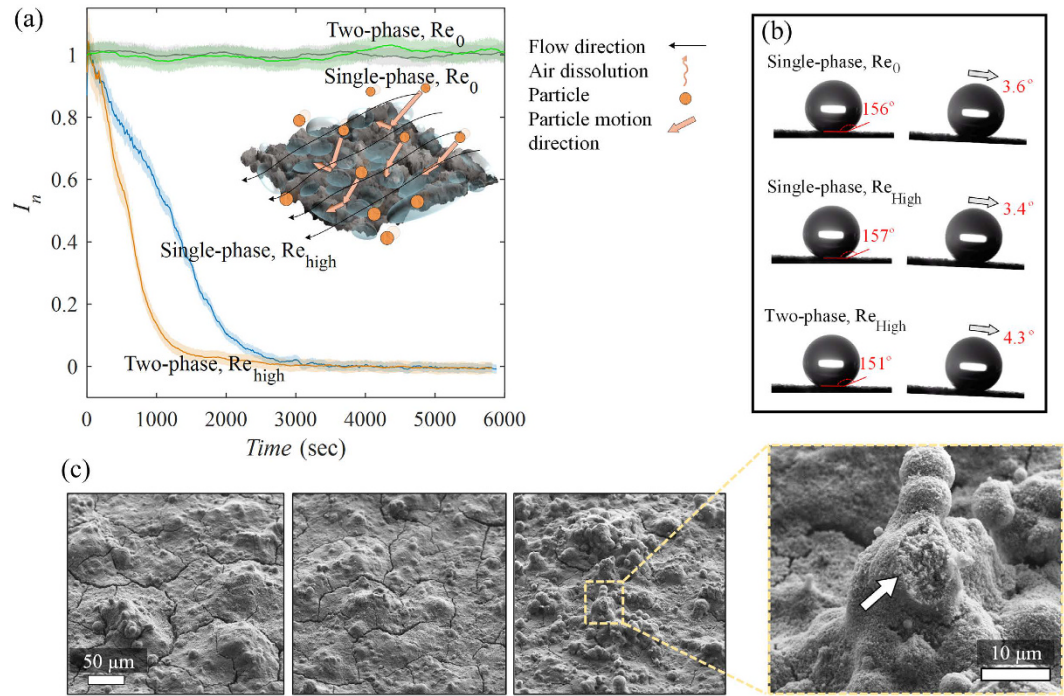 (a)
Two-phase, Re0
Single-phase, Re0
Single-phase, Rehigh
Two-phase, Rehigh
In
1
0.8
0.6
0.4
0.2
0
0 1000 2000 3000 4000 5000 6000
Time (sec)
Flow direction
Air dissolution
Particle
Particle motion
direction
(b)
Single-phase, Re0
156°
3.6°
Single-phase, ReHigh
157°
3.4°
Two-phase, ReHigh
151°
4.3°
(c)
50 μm
10 μm